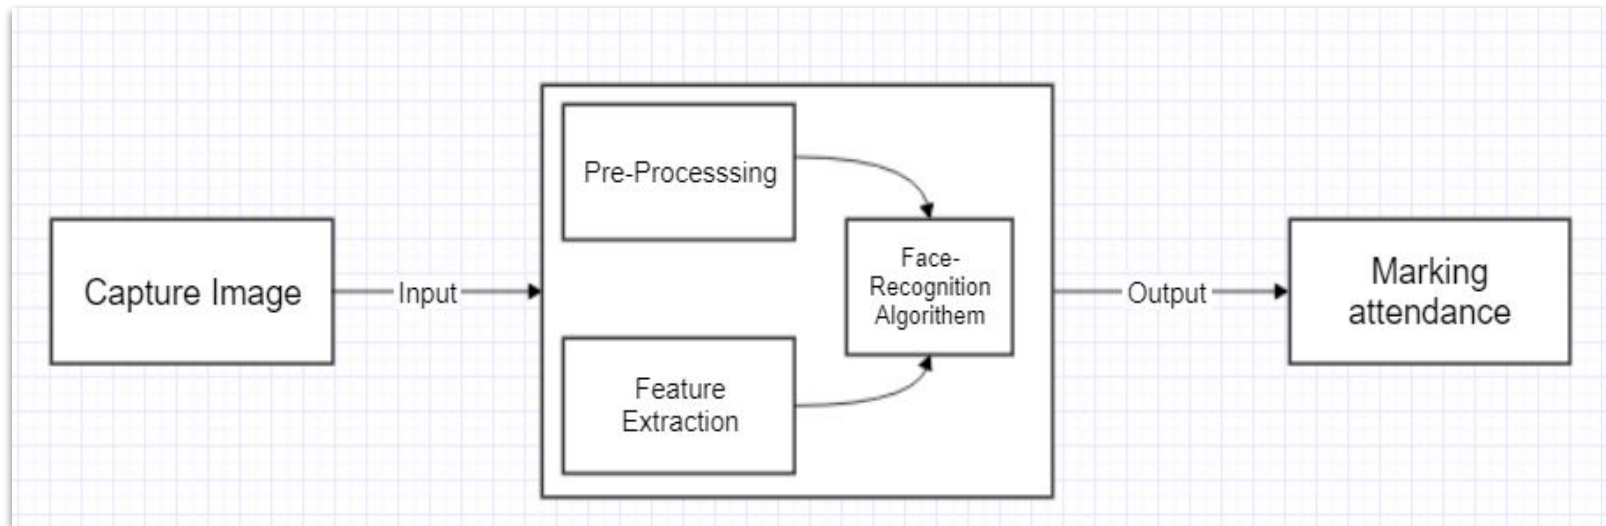 Capture Image
Input
Pre-Processsing
Feature
Extraction
Face-
Recognition
Algorithem
Output
Marking
attendance